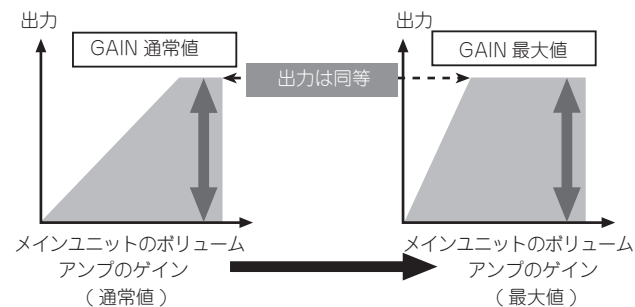 出力
GAIN 通常値
出力は同等
メインユニットのボリューム
アンプのゲイン
( 通常値 )
出力
GAIN 最大値
メインユニットのボリューム
アンプのゲイン
( 最大値 )